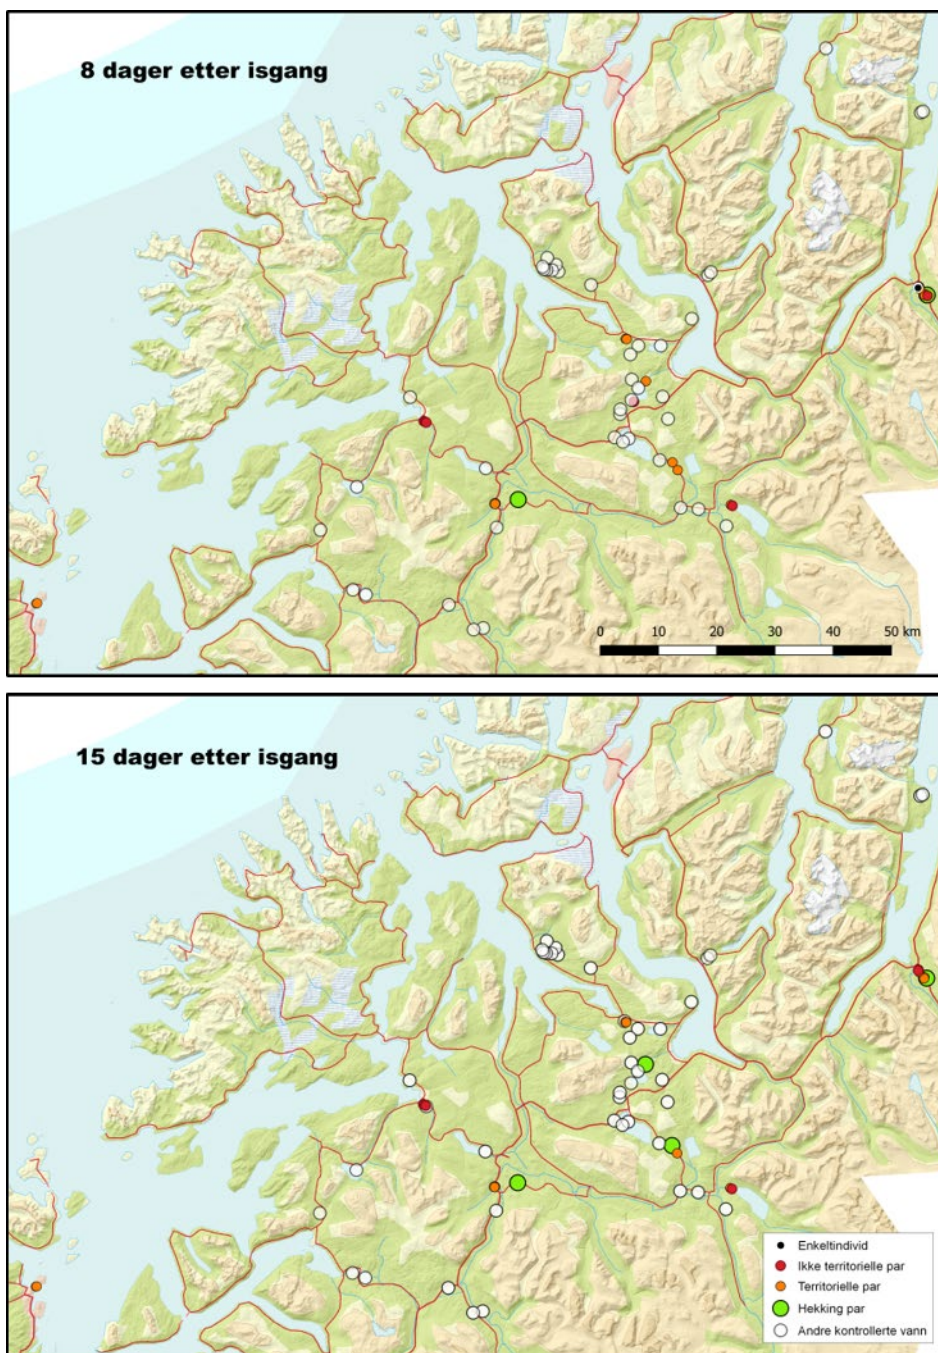 8 dager etter isgang
0 10 20 30 40 50 km
15 dager etter isgang
Enkeltindivid
Ikke territorielle par
Territorielle par
Hekking par
Andre kontrollerte vann